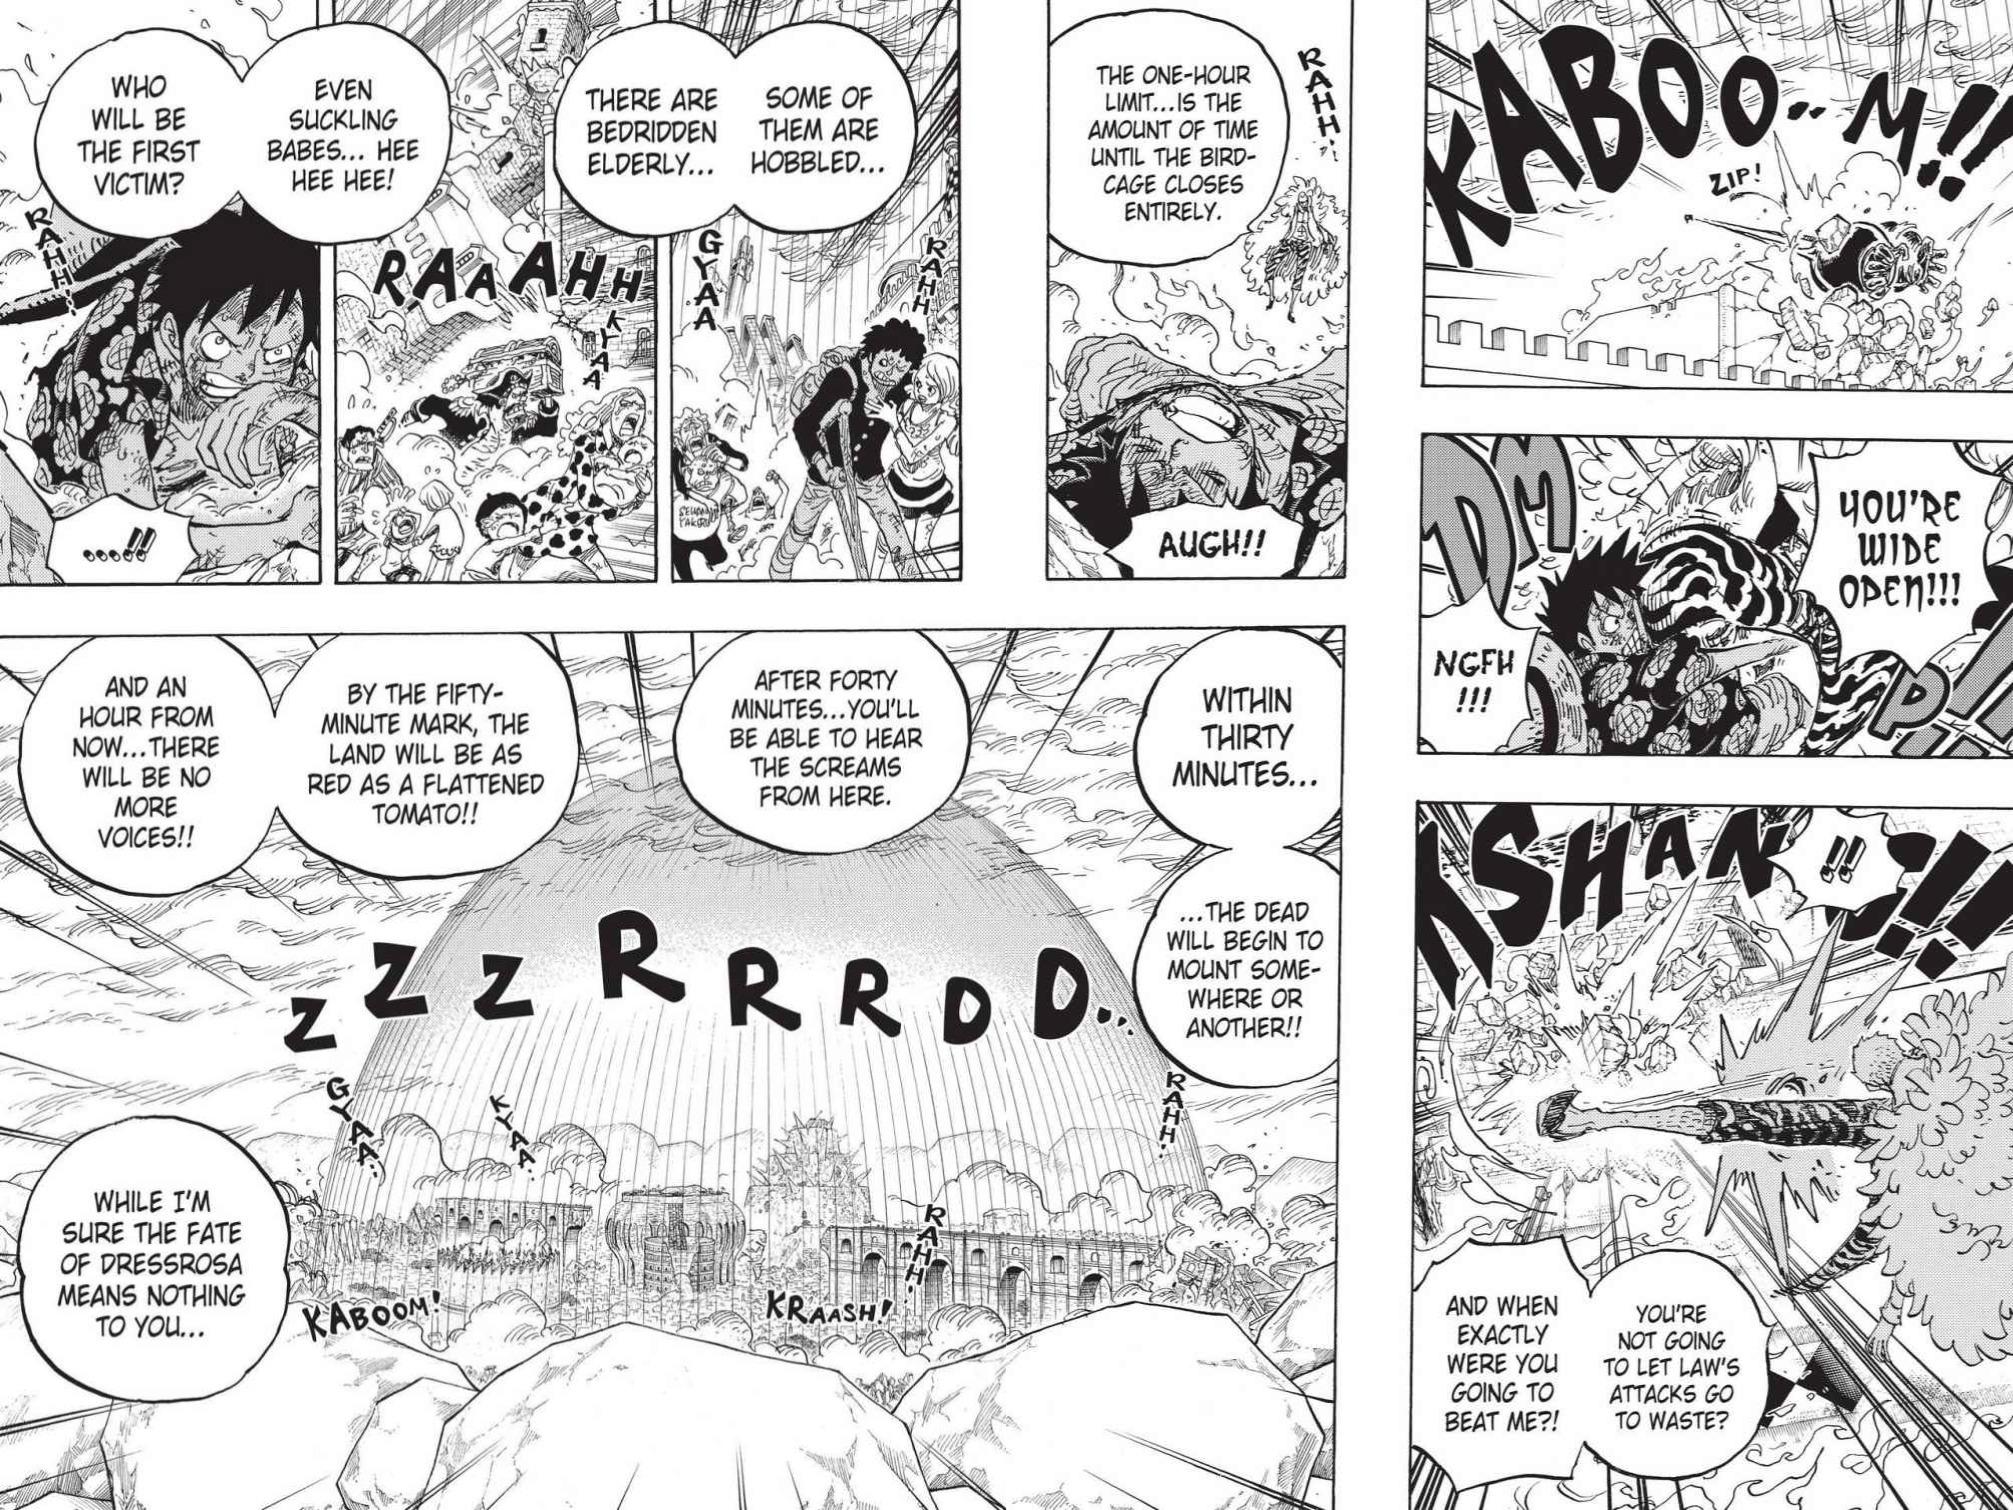 KABOO..M!!
ZIP!
YOU'RE
WIDE
OPEN!!!
DM
NGFH
!!!
P!!
KSHAN!!
!!
YOU'RE
NOT GOING
TO LET LAW'S
ATTACKS GO
TO WASTE?
AND WHEN
EXACTLY
WERE YOU
GOING TO
BEAT ME?!
RAHH!
THE ONE-HOUR
LIMIT...IS THE
AMOUNT OF TIME
UNTIL THE BIRD-
CAGE CLOSES
ENTIRELY.
AUGH!!
SOME OF
THEM ARE
HOBBLED...
THERE ARE
BEDRIDDEN
ELDERLY...
RAHH
GYAA
RAAAHH
KYAA
EVEN
SUCKLING
BABES... HEE
HEE HEE!
WHO
WILL BE
THE FIRST
VICTIM?
RAHH!
...!!
WITHIN
THIRTY
MINUTES...
...THE DEAD
WILL BEGIN TO
MOUNT SOME-
WHERE OR
ANOTHER!!
AFTER FORTY
MINUTES...YOU'LL
BE ABLE TO HEAR
THE SCREAMS
FROM HERE.
BY THE FIFTY-
MINUTE MARK, THE
LAND WILL BE AS
RED AS A FLATTENED
TOMATO!!
AND AN
HOUR FROM
NOW...THERE
WILL BE NO
MORE
VOICES!!
ZZZRRRDD...
RAHH!
KYAA
GYAA
RAHH!
KRAASH!
KABOOM!
WHILE I'M
SURE THE FATE
OF DRESSROSA
MEANS NOTHING
TO YOU...